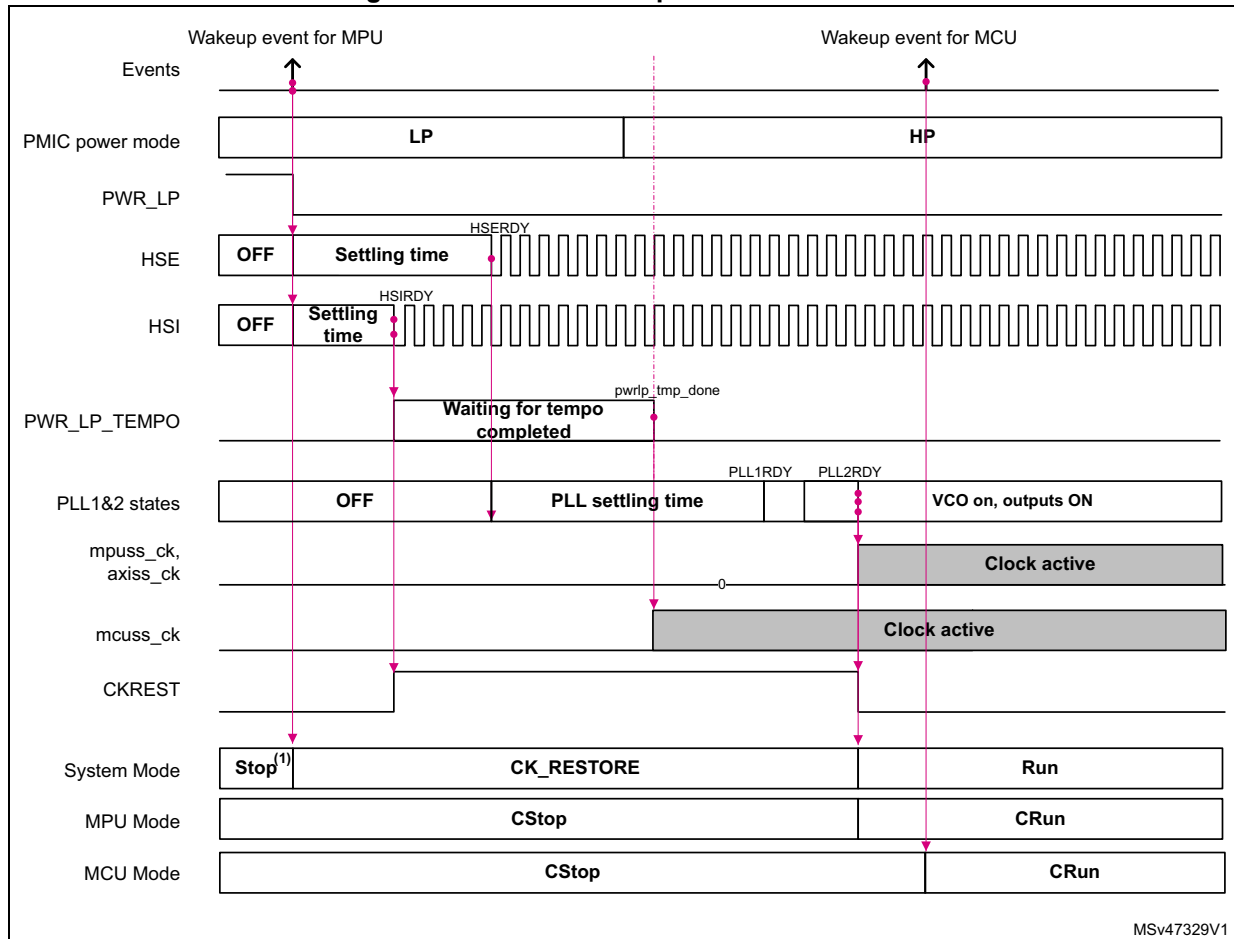 Wakeup event for MPU
Wakeup event for MCU
Events
PMIC power mode
LP
HP
PWR_LP
HSERDY
HSE
OFF
Settling time
HSIRDY
HSI
OFF
Settling
time
pwrlp_tmp_done
PWR_LP_TEMPO
Waiting for tempo
completed
PLL1RDY
PLL2RDY
PLL1&2 states
OFF
PLL settling time
VCO on, outputs ON
mpuss_ck,
axiss_ck
0
Clock active
mcuss_ck
Clock active
CKREST
System Mode
Stop(1)
CK_RESTORE
Run
MPU Mode
CStop
CRun
MCU Mode
CStop
CRun
MSv47329V1